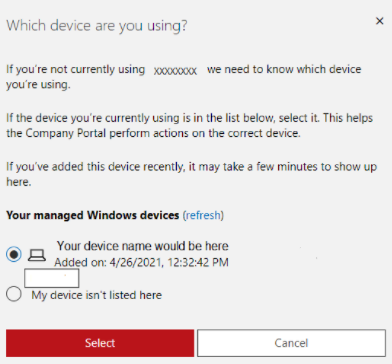 Which device are you using?
If you're not currently using xxxxxxxx we need to know which device
you're using.
If the device you're currently using is in the list below, select it. This helps
the Company Portal perform actions on the correct device.
If you've added this device recently, it may take a few minutes to show up
here.
Your managed Windows devices (refresh)
Your device name would be here
Added on: 4/26/2021, 12:32:42 PM
My device isn't listed here
Select Cancel